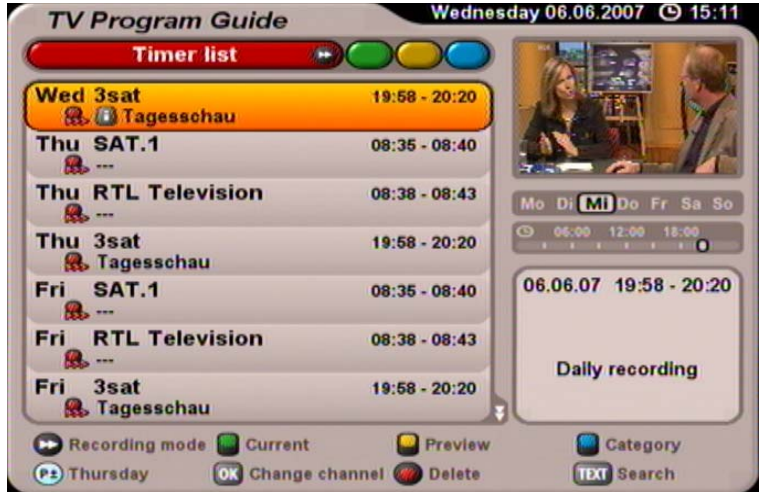 TV Program Guide
Wednesday 06.06.2007 15:11
Timer list
Wed 3sat 19:58 - 20:20
Tagesschau
Thu SAT.1 08:35 - 08:40
---
Thu RTL Television 08:38 - 08:43
---
Thu 3sat 19:58 - 20:20
Tagesschau
Fri SAT.1 08:35 - 08:40
---
Fri RTL Television 08:38 - 08:43
---
Fri 3sat 19:58 - 20:20
Tagesschau
Mo Di Mi Do Fr Sa So
06:00 12:00 18:00
06.06.07 19:58 - 20:20
Daily recording
Recording mode Current Preview Category
P± Thursday OK Change channel Delete TEXT Search